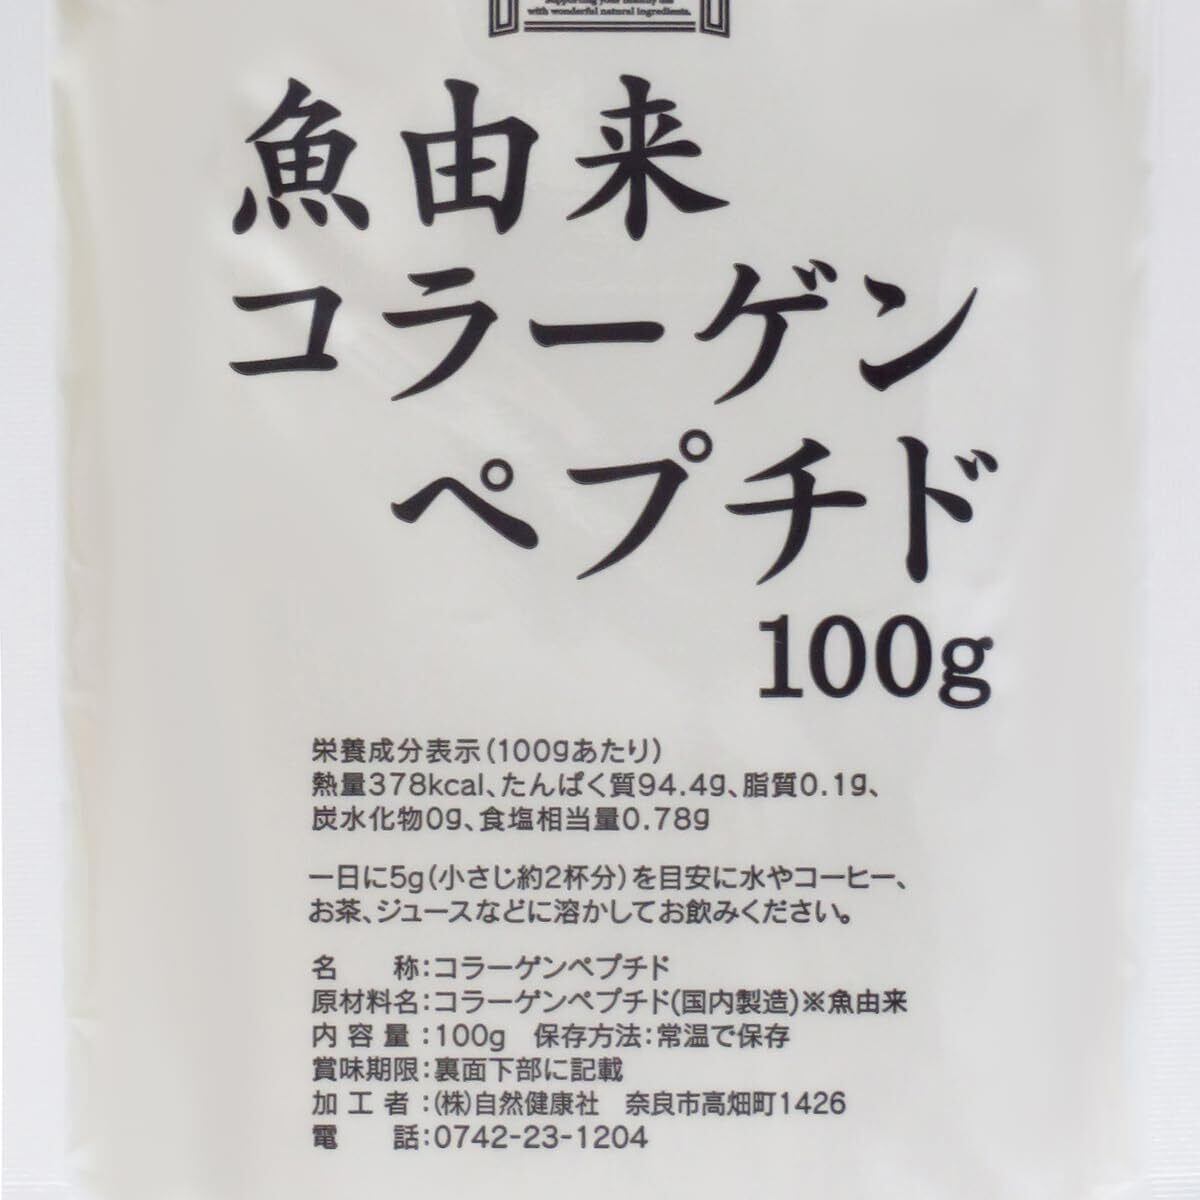 Supporting your healthy life
with wonderful natural ingredients.
魚由来
コラーゲン
ペプチド
100g
栄養成分表示(100gあたり)
熱量378kcal、たんぱく質94.4g、脂質0.1g、
炭水化物0g、食塩相当量0.78g
一日に5g(小さじ約2杯分)を目安に水やコーヒー、
お茶、ジュースなどに溶かしてお飲みください。
名　　称：コラーゲンペプチド
原材料名：コラーゲンペプチド(国内製造)※魚由来
内 容 量：100g　保存方法：常温で保存
賞味期限：裏面下部に記載
加 工 者：(株)自然健康社　奈良市高畑町1426
電　　話：0742-23-1204